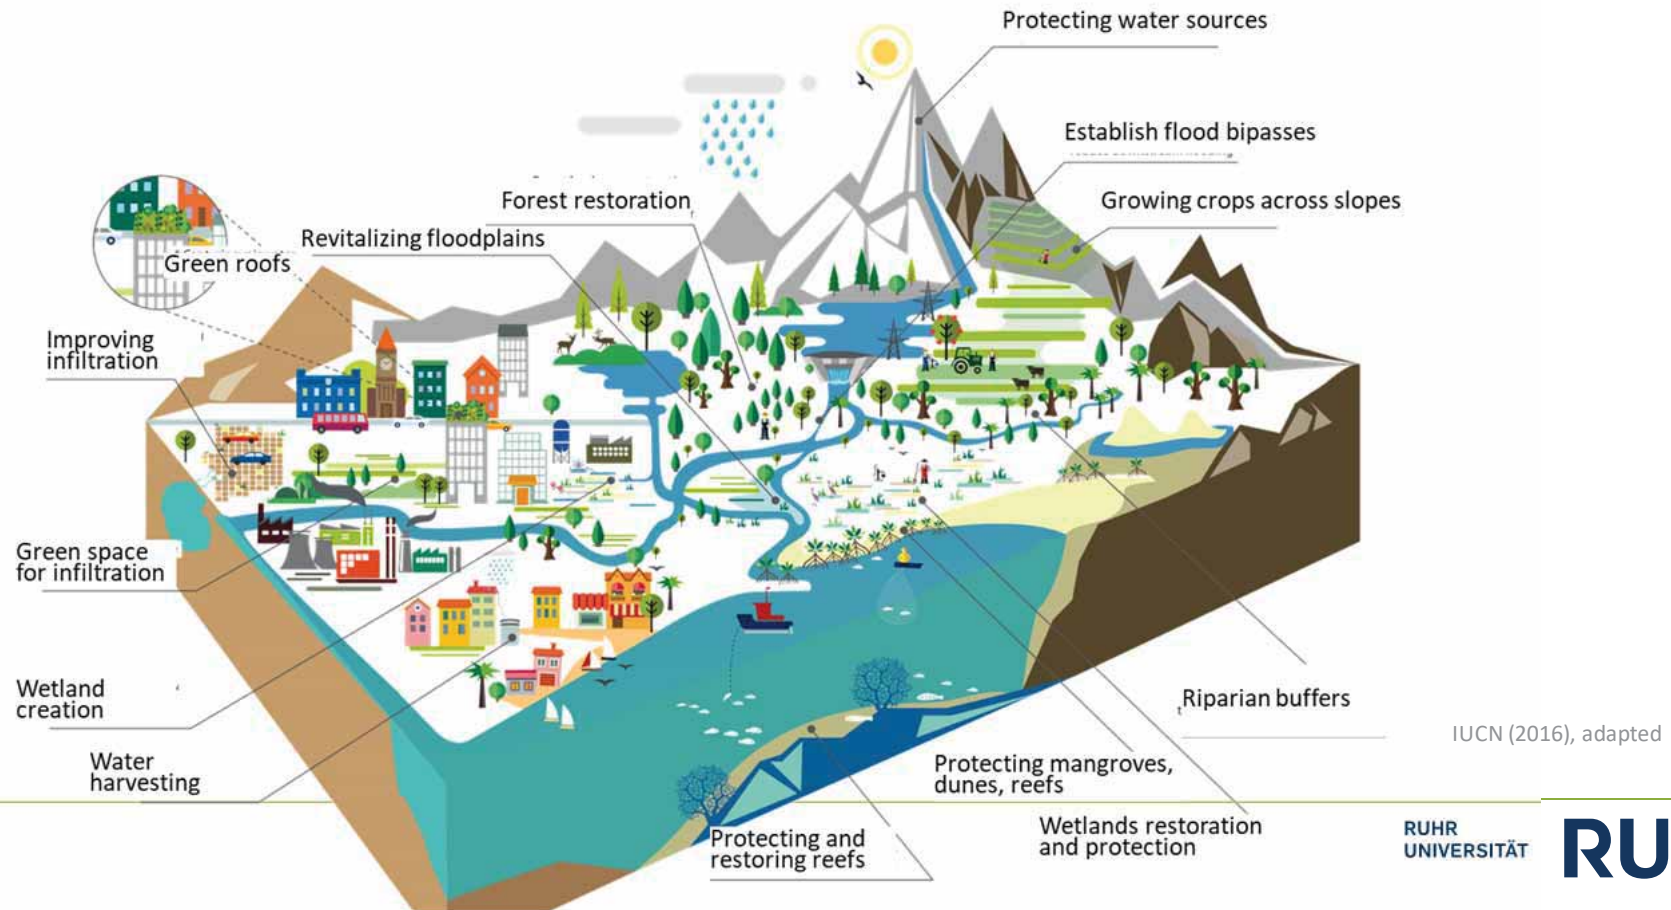 Protecting water sources
Establish flood bipasses
Growing crops across slopes
Forest restoration
Revitalizing floodplains
Green roofs
Improving
infiltration
Green space
for infiltration
Wetland
creation
Water
harvesting
Riparian buffers
IUCN (2016), adapted
Protecting mangroves,
dunes, reefs
Wetlands restoration
and protection
Protecting and
restoring reefs
RUHR
UNIVERSITÄT
RU